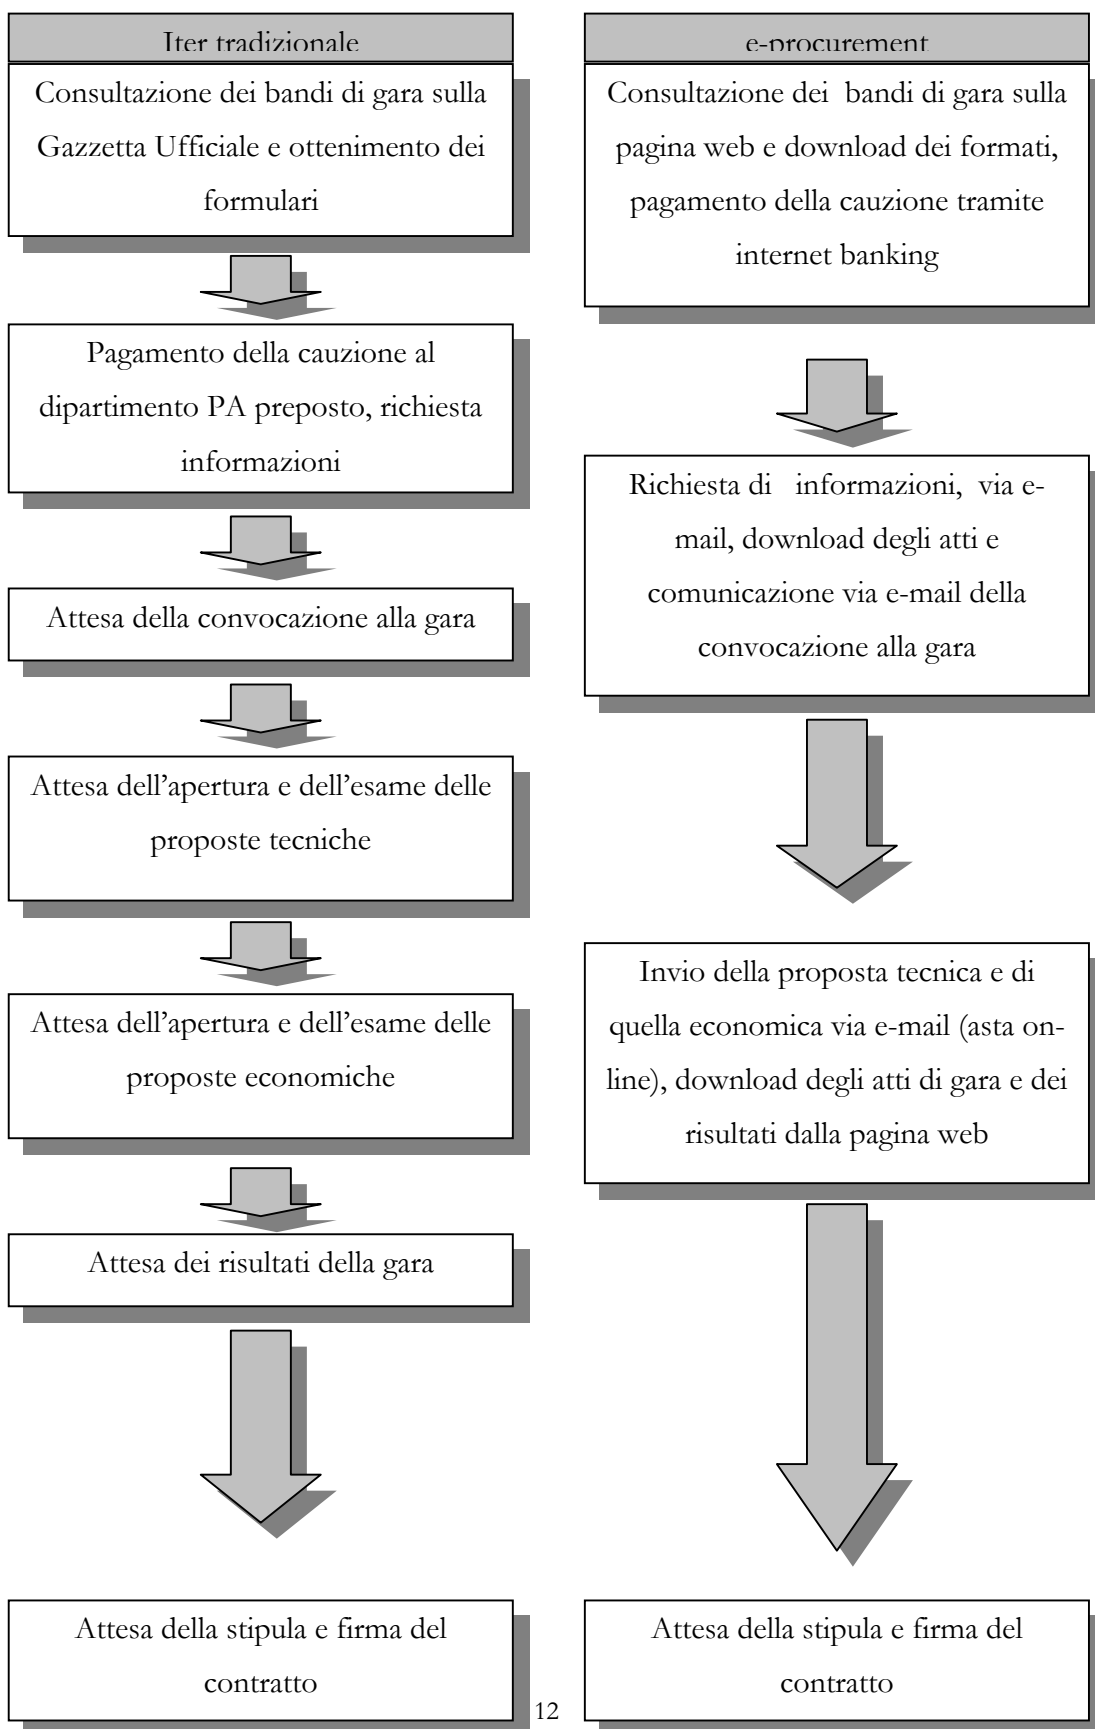 Iter tradizionale
Consultazione dei bandi di gara sulla
Gazzetta Ufficiale e ottenimento dei
formulari
Pagamento della cauzione al
dipartimento PA preposto, richiesta
informazioni
Attesa della convocazione alla gara
Attesa dell’apertura e dell’esame delle
proposte tecniche
Attesa dell’apertura e dell’esame delle
proposte economiche
Attesa dei risultati della gara
Attesa della stipula e firma del
contratto
e-procurement
Consultazione dei bandi di gara sulla
pagina web e download dei formati,
pagamento della cauzione tramite
internet banking
Richiesta di informazioni, via e-
mail, download degli atti e
comunicazione via e-mail della
convocazione alla gara
Invio della proposta tecnica e di
quella economica via e-mail (asta on-
line), download degli atti di gara e dei
risultati dalla pagina web
Attesa della stipula e firma del
contratto
12